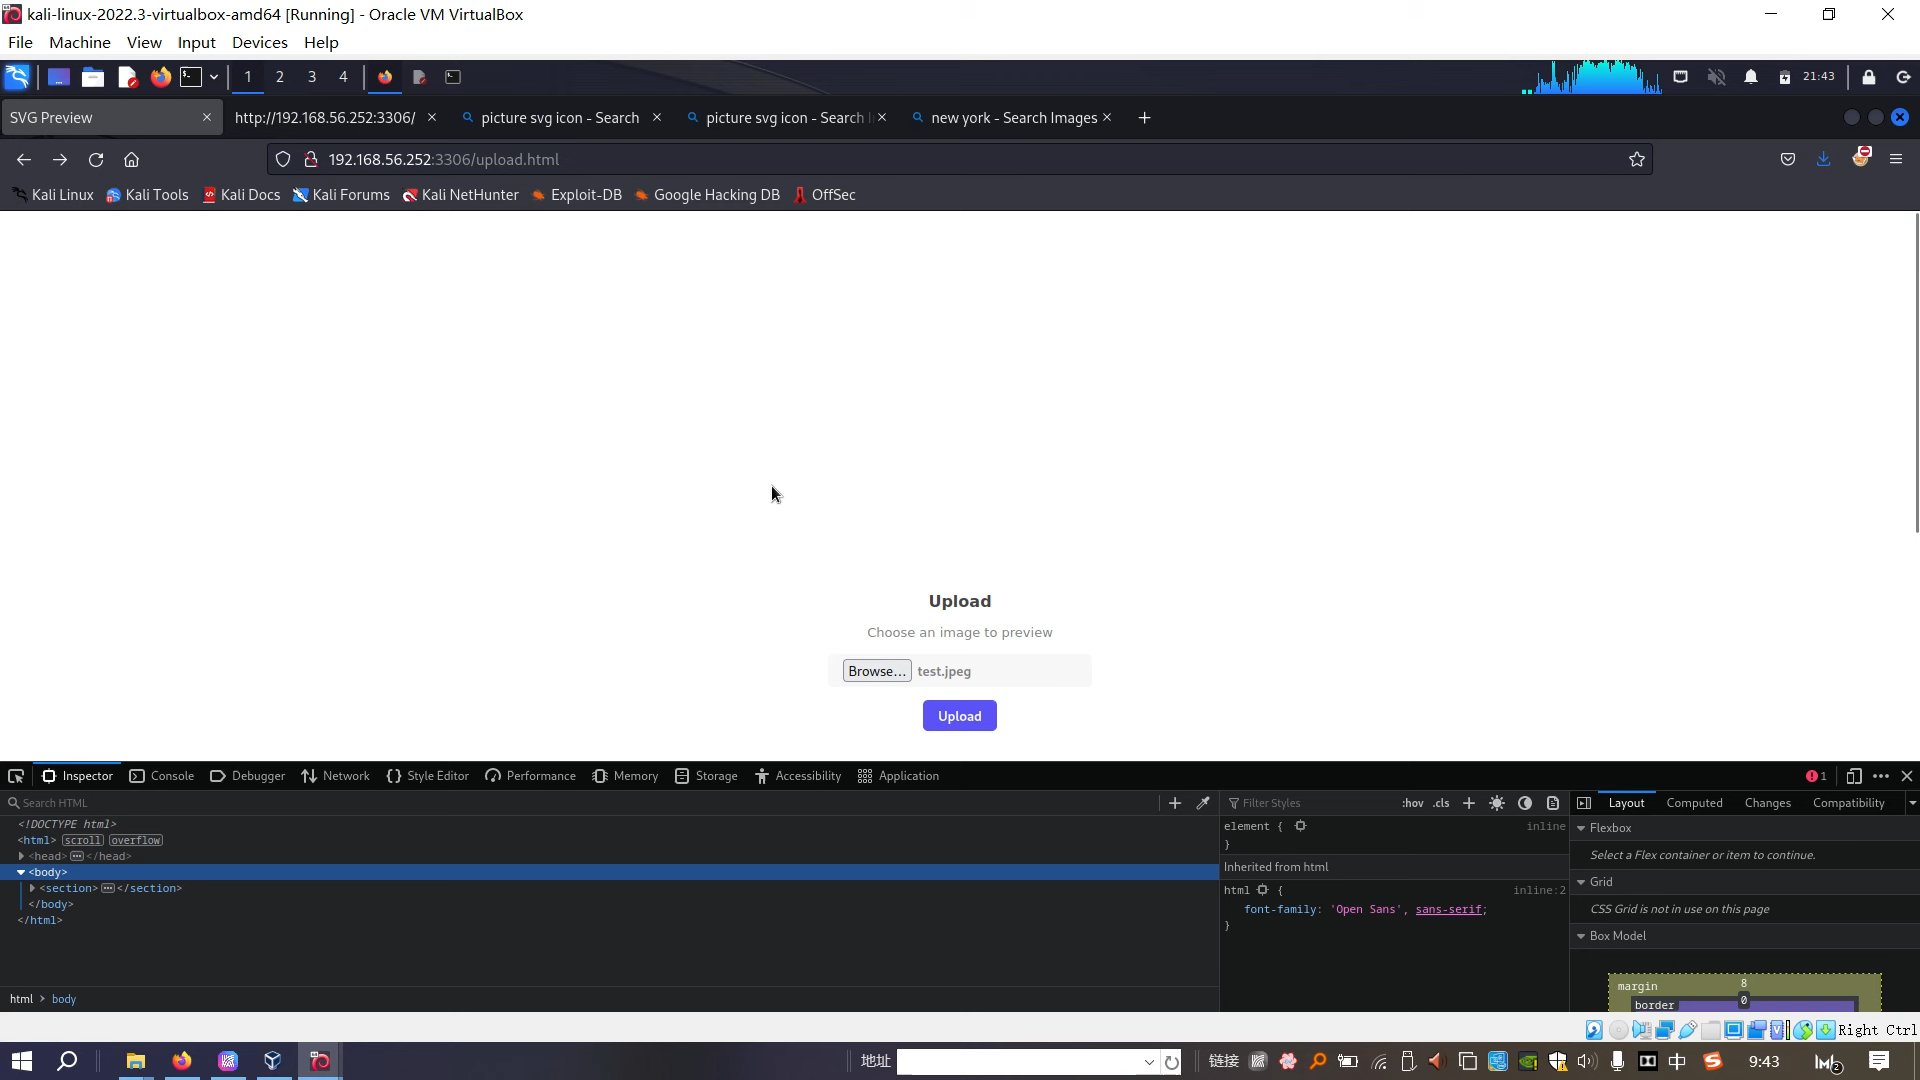 kali-linux-2022.3-virtualbox-amd64 [Running] - Oracle VM VirtualBox
File Machine View Input Devices Help
1 2 3 4 21:43
SVG Preview
http://192.168.56.252:3306/
picture svg icon - Search
picture svg icon - Search I
new york - Search Images
192.168.56.252:3306/upload.html
Kali Linux Kali Tools Kali Docs Kali Forums Kali NetHunter Exploit-DB Google Hacking DB OffSec
Upload
Choose an image to preview
Browse... test.jpeg
Upload
Inspector Console Debugger Network Style Editor Performance Memory Storage Accessibility Application 1
Search HTML
Filter Styles :hov .cls
Layout Computed Changes Compatibility
<!DOCTYPE html>
<html> scroll overflow
<head> </head>
<body>
<section> </section>
</body>
</html>
element { inline
}
Inherited from html
html { inline:2
font-family: 'Open Sans', sans-serif;
}
Flexbox
Select a Flex container or item to continue.
Grid
CSS Grid is not in use on this page
Box Model
margin 8
border 0
html > body
Right Ctrl
地址 链接 中 9:43 2